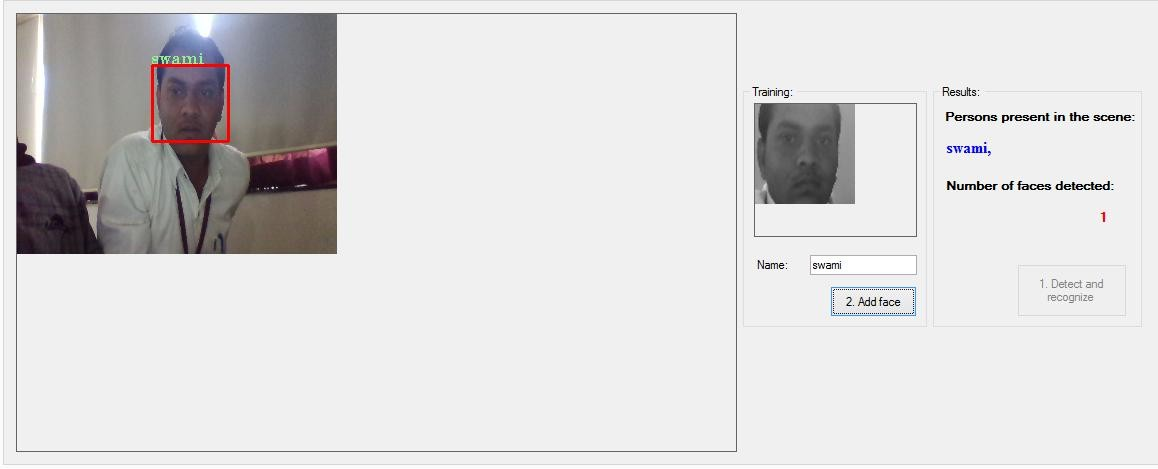 swami
Training:
Name:
swami
2. Add face
Results:
Persons present in the scene:
swami,
Number of faces detected:
1
1. Detect and
recognize